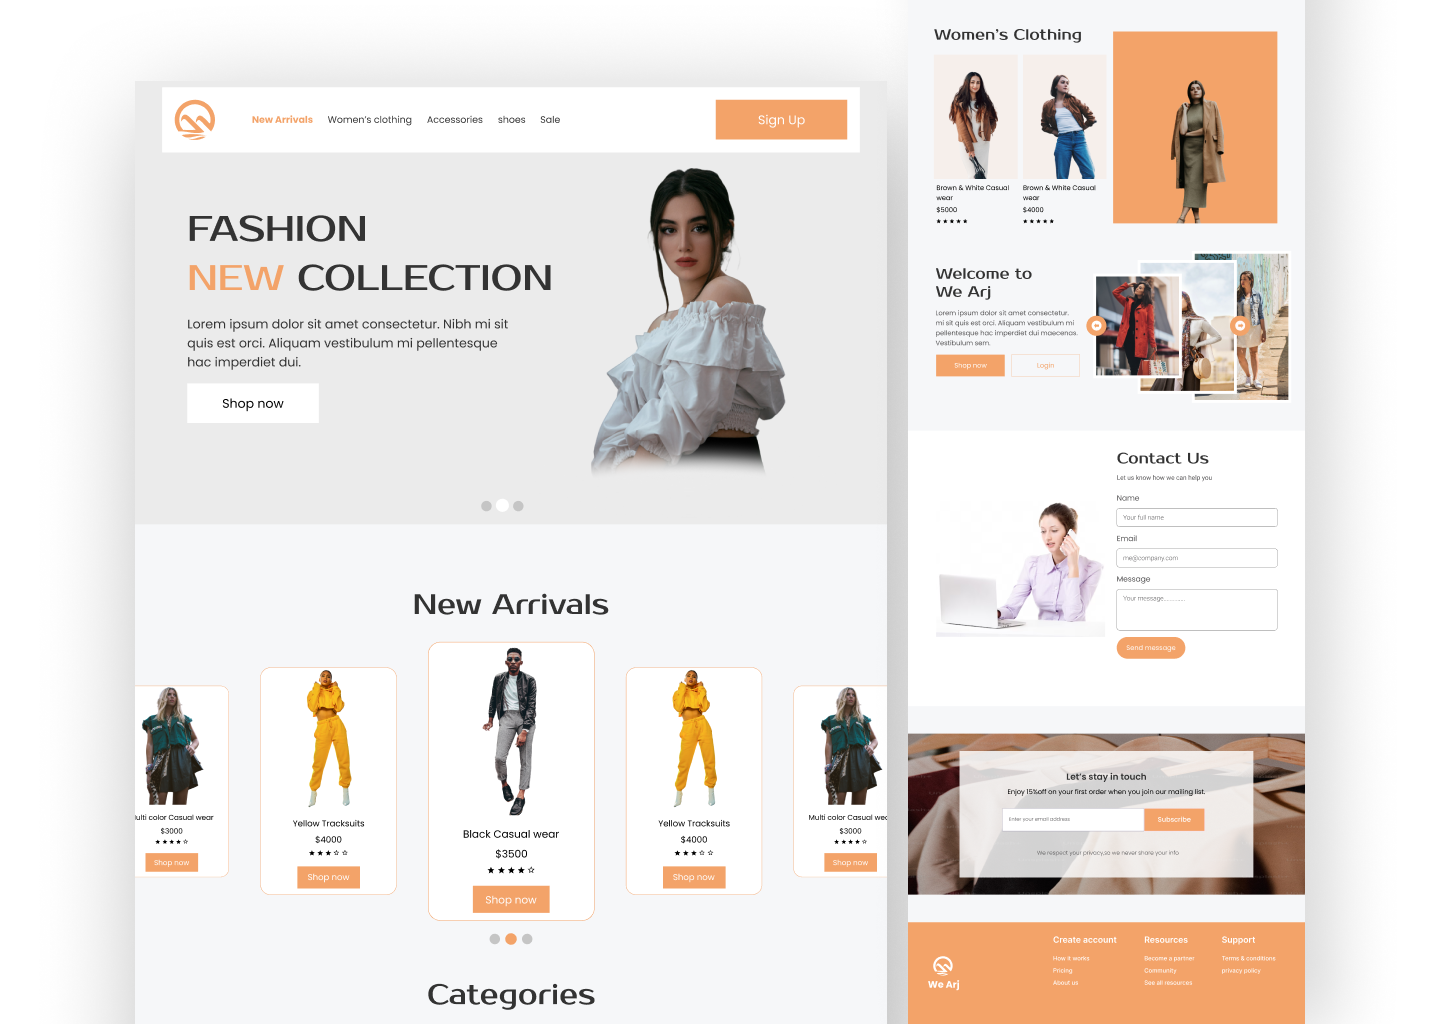 New Arrivals
Women's clothing
Accessories
shoes
Sale
Sign Up
FASHION
NEW COLLECTION
Lorem ipsum dolor sit amet consectetur. Nibh mi sit
quis est orci. Aliquam vestibulum mi pellentesque
hac imperdiet dui.
Shop now
New Arrivals
ulti color Casual wear
$3000
Shop now
Yellow Tracksuits
$4000
Shop now
Black Casual wear
$3500
Shop now
Yellow Tracksuits
$4000
Shop now
Multi color Casual wea
$3000
Shop now
Categories
Women's Clothing
Brown & White Casual
wear
$5000
Brown & White Casual
wear
$4000
Welcome to
We Arj
Lorem ipsum dolor sit amet consectetur.
mi sit quis est orci. Aliquam vestibulum mi
pellentesque hac imperdiet dui maecenas.
Vestibulum sem.
Shop now
Login
Contact Us
Let us know how we can help you
Name
Your full name
Email
me@company.com
Message
Your message..............
Send message
Let's stay in touch
Enjoy 15%off on your first order when you join our mailing list.
Enter your email address
Subscribe
We respect your privacy,so we never share your info.
We Arj
Create account
How it works
Pricing
About us
Resources
Become a partner
Community
See all resources
Support
Terms & conditions
privacy policy